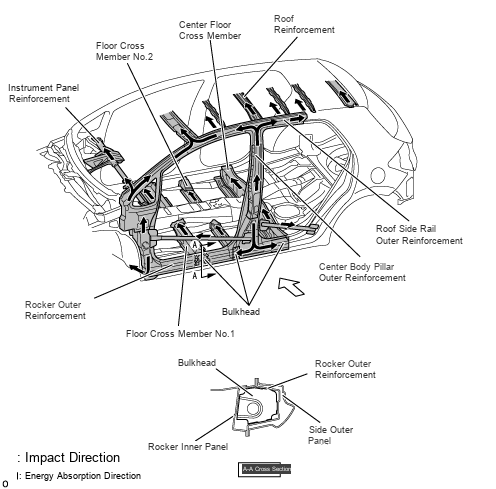 Roof
Reinforcement
Center Floor
Cross Member
Floor Cross
Member No.2
Instrument Panel
Reinforcement
Roof Side Rail
Outer Reinforcement
Center Body Pillar
Outer Reinforcement
A
A
Rocker Outer
Reinforcement
Bulkhead
Floor Cross Member No.1
Bulkhead
Rocker Outer
Reinforcement
Side Outer
Panel
Rocker Inner Panel
: Impact Direction
A-A Cross Section
: Energy Absorption Direction